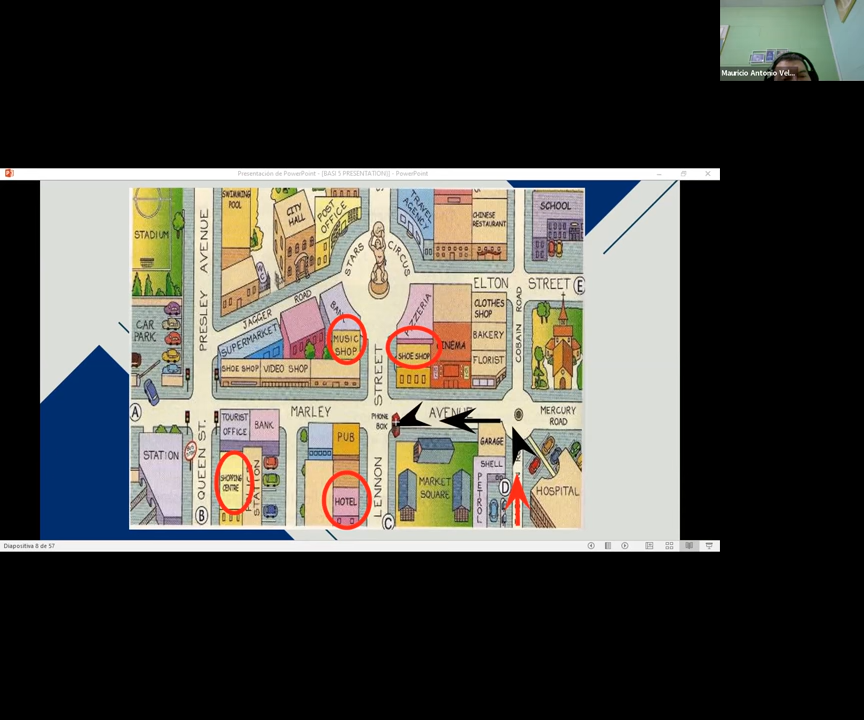 Mauricio Antonio Vel...
Presentación de PowerPoint - [BASI 5 PRESENTATION)] - PowerPoint
SWIMMING
POOL
CITY
HALL
POST
OFFICE
TRAVEL
AGENCY
CHINESE
RESTAURANT
SCHOOL
STADIUM
PRESLEY AVENUE
STARS
CIRCUS
ELTON STREET
E
CAR
PARK
JAGGER ROAD
SUPERMARKET
MUSIC
SHOP
SHOE SHOP
CLOTHES
SHOP
BAKERY
FLORIST
COSAIN ROAD
SHOE SHOP
VIDEO SHOP
STREET
A
MARLEY
AVENUE
MERCURY
ROAD
TOURIST
OFFICE
BANK
PHONE
BOX
STATION
QUEEN ST.
SHOPPING
CENTRE
STATION
PUB
HOTEL
LENNON
MARKET
SQUARE
GARAGE
SHELL
PETROL
D
HOSPITAL
B
C
Diapositiva 8 de 57